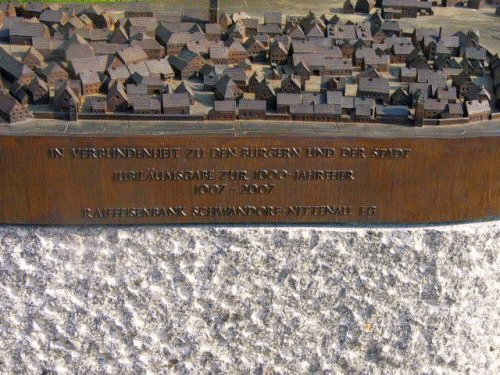 IN VERBUNDENHEIT ZU DEN BÜRGERN UND DER STADT
JUBILÄUMSGABE ZUR 1000-JAHRFEIER
1007 - 2007
RAIFFEISENBANK SCHWANDORF-NITTENAU EG